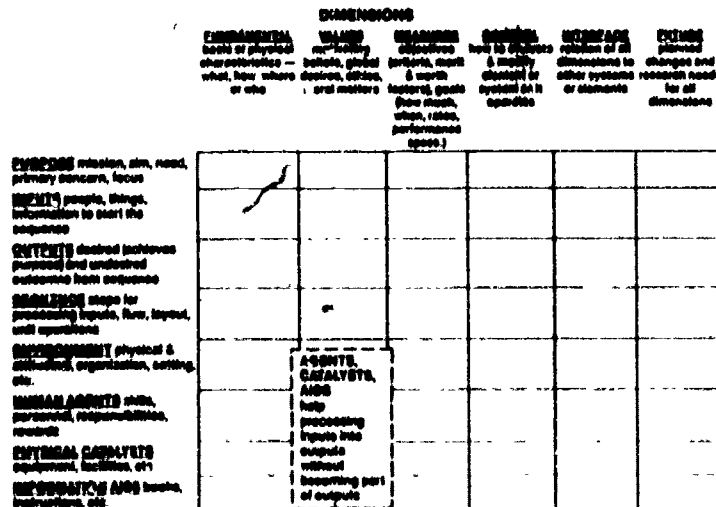 DIMENSIONS
FUNDAMENTAL
basis or physical
characteristics —
what, how, where
or who
VALUES
beliefs, global
desires, ethics,
moral matters
MEASURES
objectives
(criteria, merit
& worth
factors), goals
(how much,
when, rates,
performance
specs.)
CONTROL
how to evaluate
& modify
element or
system as it
operates
INTERFACE
relation of all
dimensions to
other systems
or elements
FUTURE
planned
changes and
research need
for all
dimensions
PURPOSE mission, aim, need,
primary concern, focus
INPUTS people, things,
information to start the
sequence
OUTPUTS desired (achieves
purpose) and undesired
outcomes from sequence
SEQUENCE steps for
processing inputs, flow, layout,
unit operations
ENVIRONMENT physical &
attitudinal, organization, setting,
etc.
HUMAN AGENTS skills,
personnel, responsibilities,
rewards
PHYSICAL CATALYSTS
equipment, facilities, etc
INFORMATION AIDS books,
instructions, etc.
AGENTS,
CATALYSTS,
AIDS
help
processing
inputs into
outputs
without
becoming part
of outputs